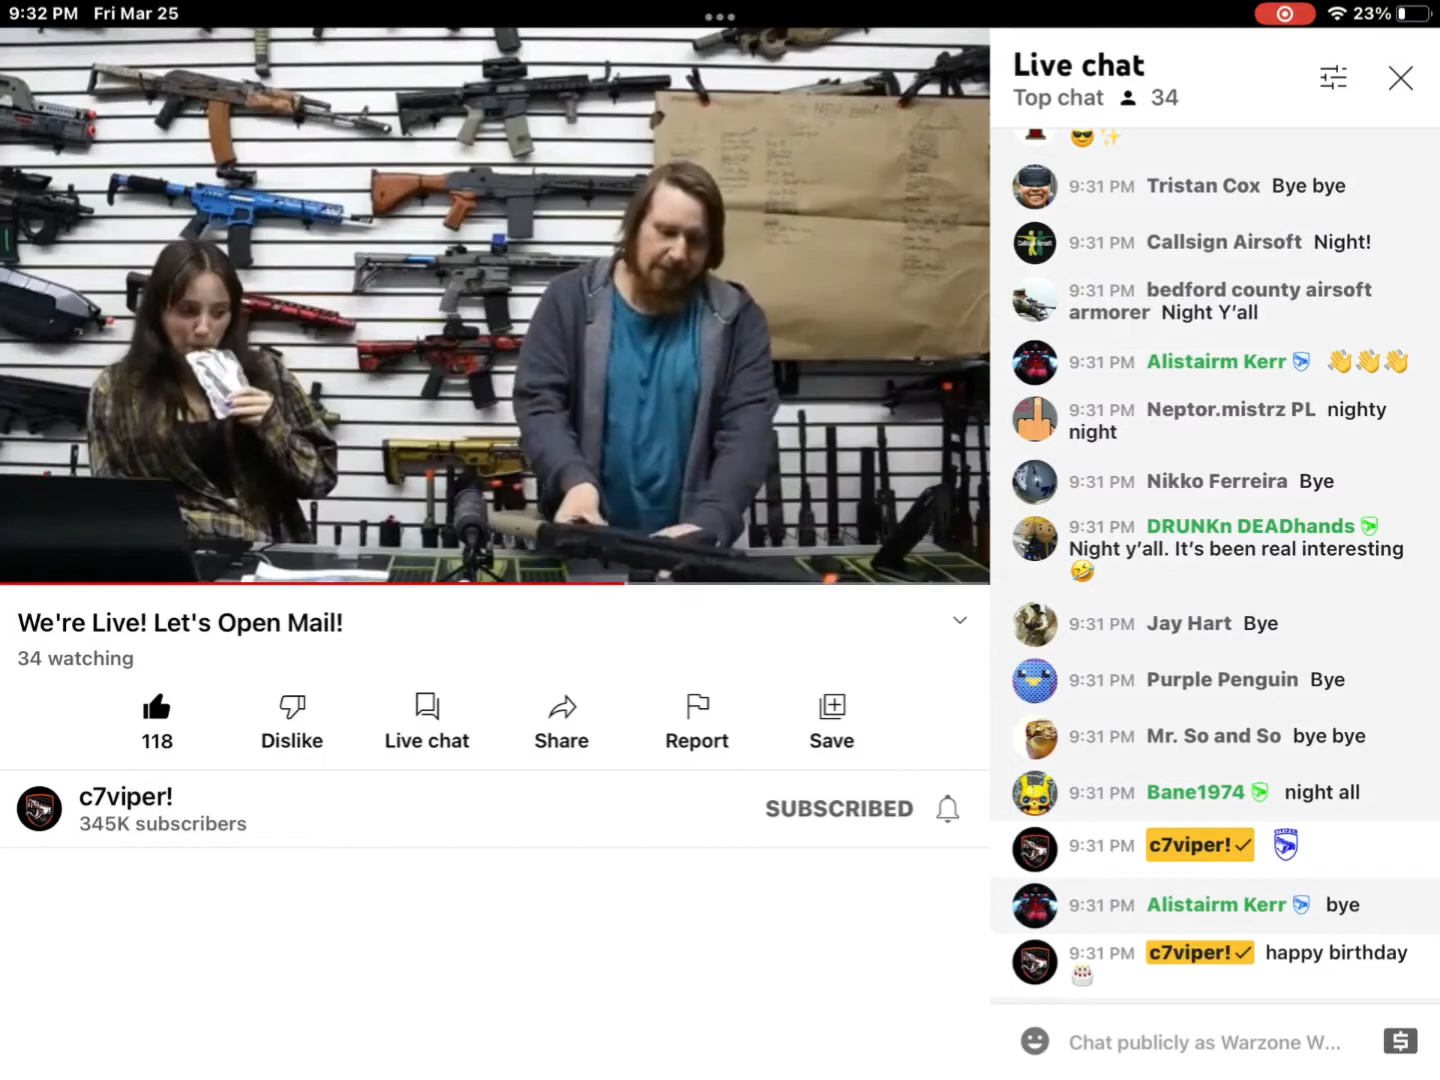 9:32 PM Fri Mar 25
23%
Live chat
Top chat 34
9:31 PM Tristan Cox Bye bye
9:31 PM Callsign Airsoft Night!
9:31 PM bedford county airsoft
armorer Night Y'all
9:31 PM Alistairm Kerr 👋👋👋
9:31 PM Neptor.mistrz PL nighty
night
9:31 PM Nikko Ferreira Bye
9:31 PM DRUNKn DEADhands
Night y'all. It's been real interesting
🤣
9:31 PM Jay Hart Bye
9:31 PM Purple Penguin Bye
9:31 PM Mr. So and So bye bye
9:31 PM Bane1974 night all
9:31 PM c7viper!
9:31 PM Alistairm Kerr bye
9:31 PM c7viper! happy birthday
🎂
Chat publicly as Warzone W...
We're Live! Let's Open Mail!
34 watching
118
Dislike
Live chat
Share
Report
Save
c7viper!
345K subscribers
SUBSCRIBED